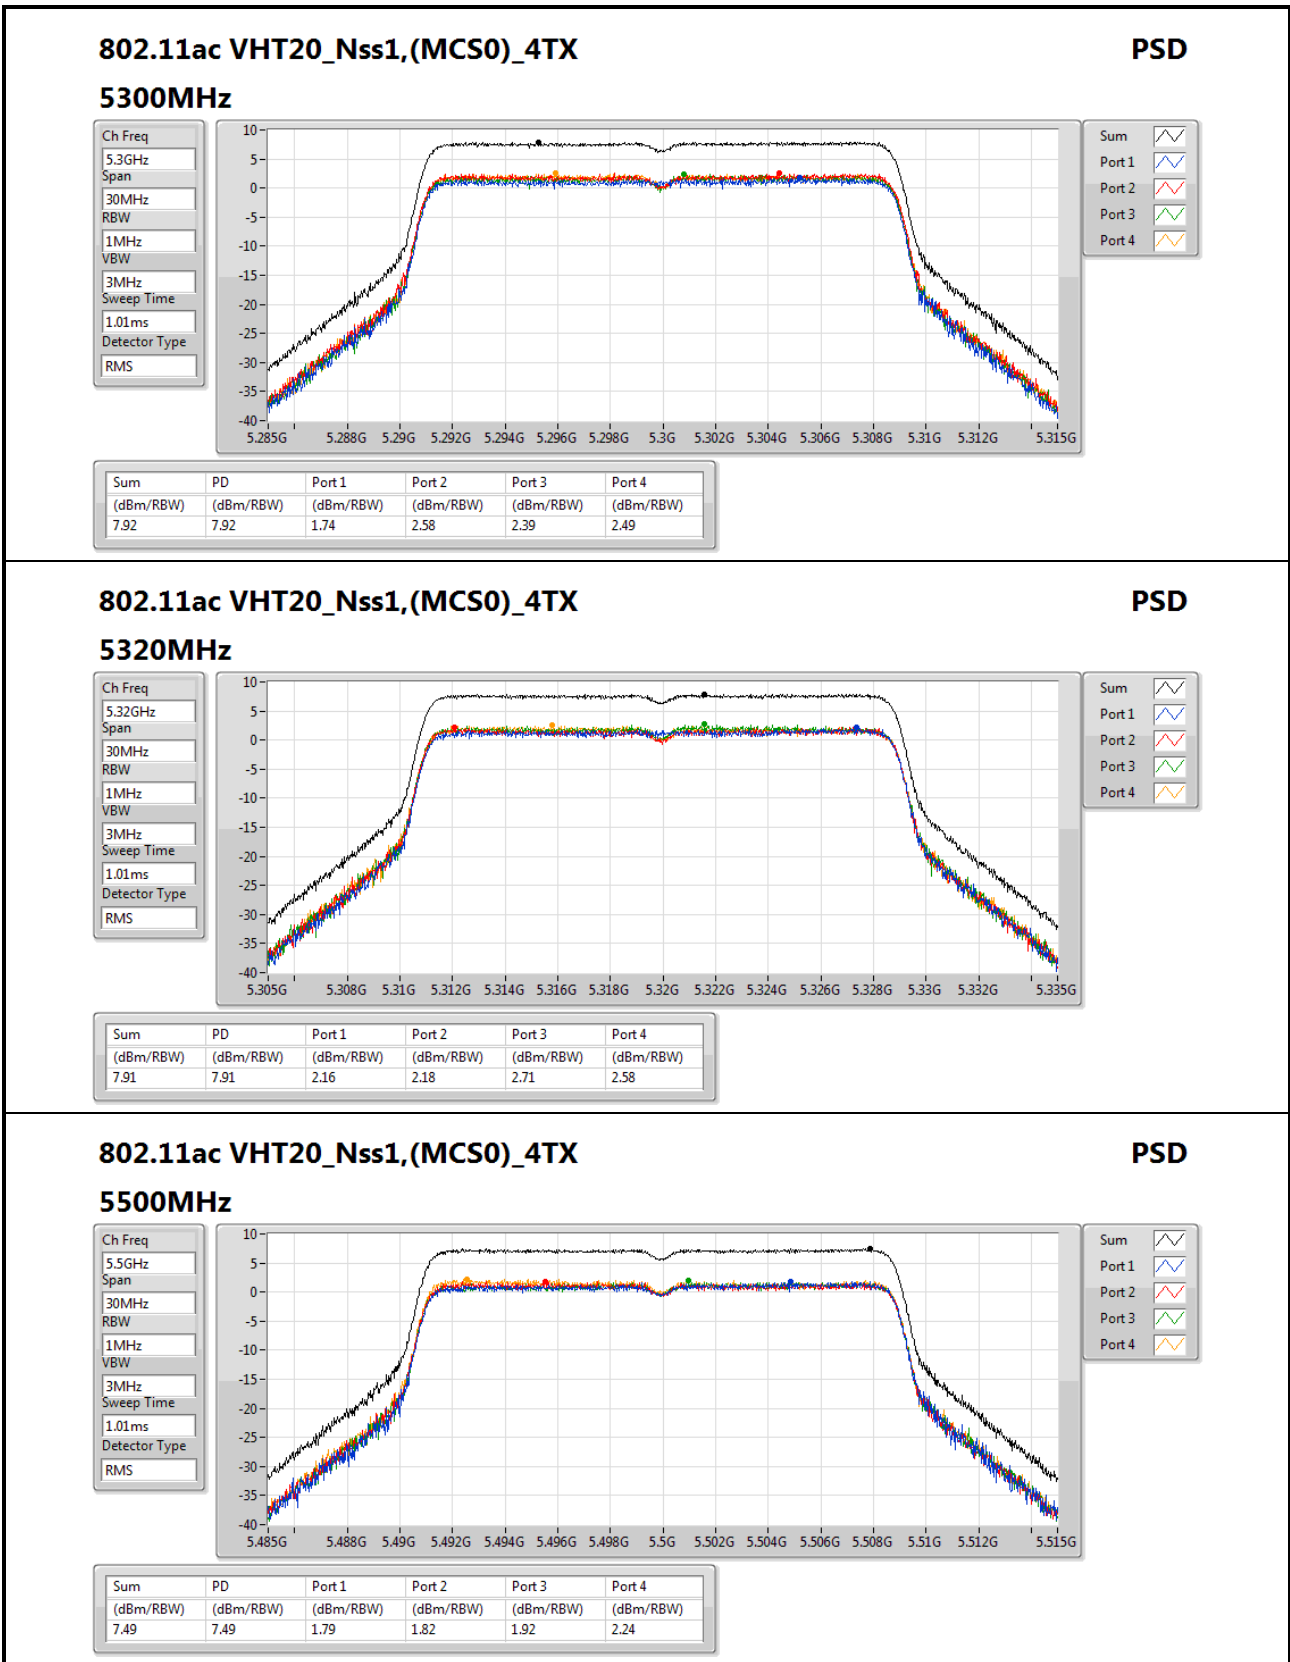 802.11ac VHT20_Nss1,(MCS0)_4TX PSD
5300MHz
Ch Freq
5.3GHz
Span
30MHz
RBW
1MHz
VBW
3MHz
Sweep Time
1.01ms
Detector Type
RMS
10
5
0
-5
-10
-15
-20
-25
-30
-35
-40
5.285G 5.288G 5.29G 5.292G 5.294G 5.296G 5.298G 5.3G 5.302G 5.304G 5.306G 5.308G 5.31G 5.312G 5.315G
Sum
Port 1
Port 2
Port 3
Port 4
Sum PD Port 1 Port 2 Port 3 Port 4
(dBm/RBW) (dBm/RBW) (dBm/RBW) (dBm/RBW) (dBm/RBW) (dBm/RBW)
7.92 7.92 1.74 2.58 2.39 2.49
802.11ac VHT20_Nss1,(MCS0)_4TX PSD
5320MHz
Ch Freq
5.32GHz
Span
30MHz
RBW
1MHz
VBW
3MHz
Sweep Time
1.01ms
Detector Type
RMS
10
5
0
-5
-10
-15
-20
-25
-30
-35
-40
5.305G 5.308G 5.31G 5.312G 5.314G 5.316G 5.318G 5.32G 5.322G 5.324G 5.326G 5.328G 5.33G 5.332G 5.335G
Sum
Port 1
Port 2
Port 3
Port 4
Sum PD Port 1 Port 2 Port 3 Port 4
(dBm/RBW) (dBm/RBW) (dBm/RBW) (dBm/RBW) (dBm/RBW) (dBm/RBW)
7.91 7.91 2.16 2.18 2.71 2.58
802.11ac VHT20_Nss1,(MCS0)_4TX PSD
5500MHz
Ch Freq
5.5GHz
Span
30MHz
RBW
1MHz
VBW
3MHz
Sweep Time
1.01ms
Detector Type
RMS
10
5
0
-5
-10
-15
-20
-25
-30
-35
-40
5.485G 5.488G 5.49G 5.492G 5.494G 5.496G 5.498G 5.5G 5.502G 5.504G 5.506G 5.508G 5.51G 5.512G 5.515G
Sum
Port 1
Port 2
Port 3
Port 4
Sum PD Port 1 Port 2 Port 3 Port 4
(dBm/RBW) (dBm/RBW) (dBm/RBW) (dBm/RBW) (dBm/RBW) (dBm/RBW)
7.49 7.49 1.79 1.82 1.92 2.24